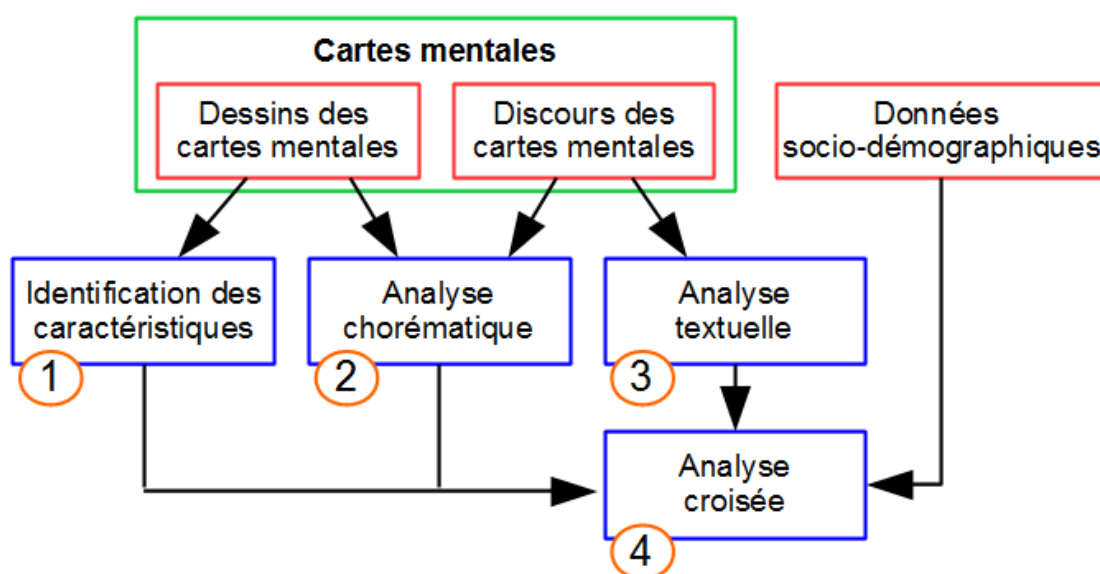 Cartes mentales
Dessins des
cartes mentales
Discours des
cartes mentales
Données
socio-démographiques
Identification des
caractéristiques
1
Analyse
chorématique
2
Analyse
textuelle
3
Analyse
croisée
4